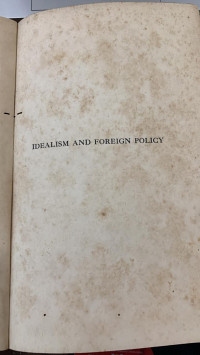 IDEALISM AND FOREIGN POLICY